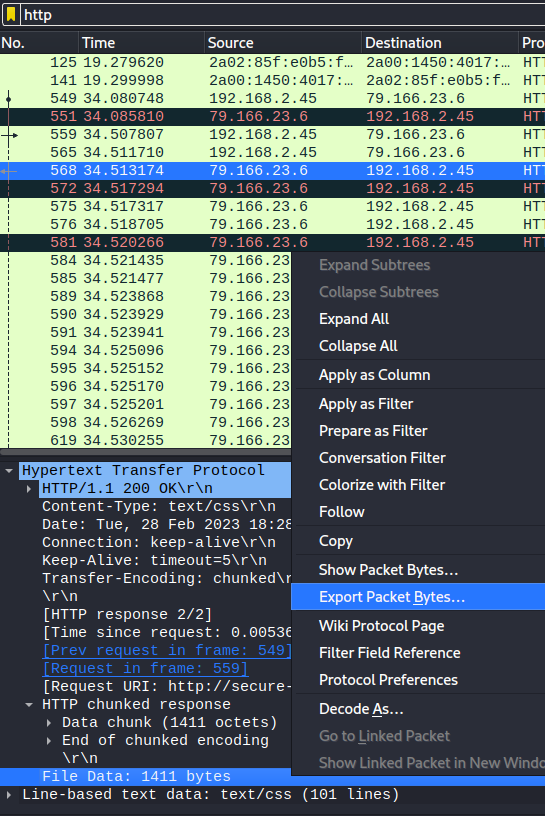 http
No. Time Source Destination Pro
125 19.279620 2a02:85f:e0b5:f… 2a00:1450:4017:… HTT
141 19.299998 2a00:1450:4017:… 2a02:85f:e0b5:f… HTT
549 34.080748 192.168.2.45 79.166.23.6 HTT
551 34.085810 79.166.23.6 192.168.2.45 HTT
559 34.507807 192.168.2.45 79.166.23.6 HTT
565 34.511710 192.168.2.45 79.166.23.6 HTT
568 34.513174 79.166.23.6 192.168.2.45 HTT
572 34.517294 79.166.23.6 192.168.2.45 HTT
575 34.517317 79.166.23.6 192.168.2.45 HTT
576 34.518705 79.166.23.6 192.168.2.45 HTT
581 34.520266 79.166.23.6 192.168.2.45 HTT
584 34.521435 79.166.23
585 34.521477 79.166.23
589 34.523868 79.166.23
590 34.523929 79.166.23
591 34.523941 79.166.23
594 34.525096 79.166.23
595 34.525152 79.166.23
596 34.525170 79.166.23
597 34.525201 79.166.23
598 34.526269 79.166.23
619 34.530255 79.166.23
Expand Subtrees
Collapse Subtrees
Expand All
Collapse All
Apply as Column
Apply as Filter
Prepare as Filter
Conversation Filter
Colorize with Filter
Follow
Copy
Show Packet Bytes…
Export Packet Bytes…
Wiki Protocol Page
Filter Field Reference
Protocol Preferences
Decode As…
Go to Linked Packet
Show Linked Packet in New Windo
Hypertext Transfer Protocol
HTTP/1.1 200 OK\r\n
Content-Type: text/css\r\n
Date: Tue, 28 Feb 2023 18:28
Connection: keep-alive\r\n
Keep-Alive: timeout=5\r\n
Transfer-Encoding: chunked\r
\r\n
[HTTP response 2/2]
[Time since request: 0.00536
[Prev request in frame: 549]
[Request in frame: 559]
[Request URI: http://secure-
HTTP chunked response
Data chunk (1411 octets)
End of chunked encoding
\r\n
File Data: 1411 bytes
Line-based text data: text/css (101 lines)